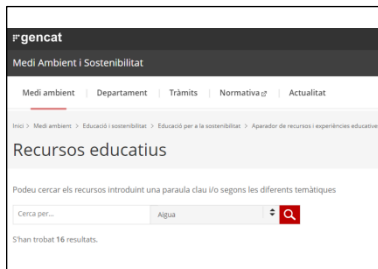 gencat
Medi Ambient i Sostenibilitat
Medi ambient Departament Tràmits Normativa Actualitat
Inici > Medi ambient > Educació i sostenibilitat > Educació per a la sostenibilitat > Aparador de recursos i experiències educatives
Recursos educatius
Podeu cercar els recursos introduint una paraula clau i/o segons les diferents temàtiques
Cerca per... Aigua
S'han trobat 16 resultats.